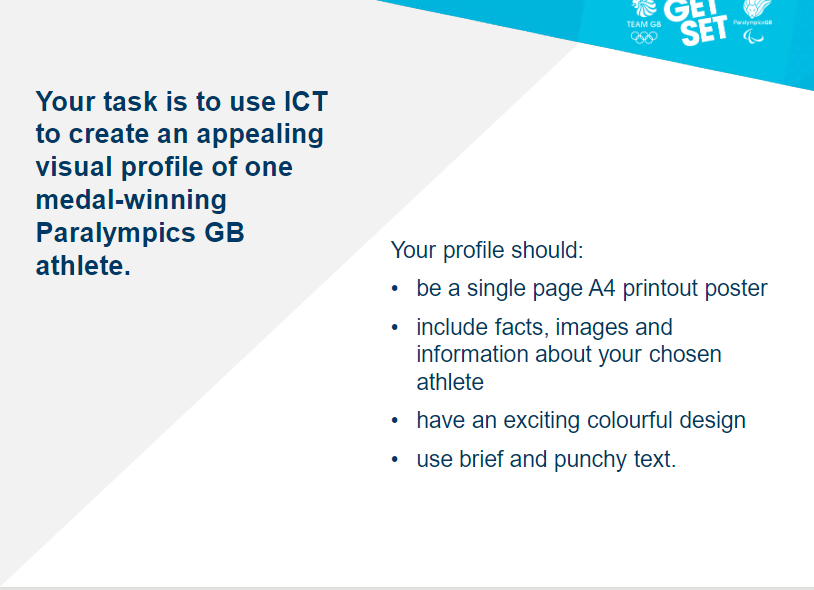 GET
SET
TEAM GB
ParalympicsGB
Your task is to use ICT
to create an appealing
visual profile of one
medal-winning
Paralympics GB
athlete.
Your profile should:
• be a single page A4 printout poster
• include facts, images and
information about your chosen
athlete
• have an exciting colourful design
• use brief and punchy text.